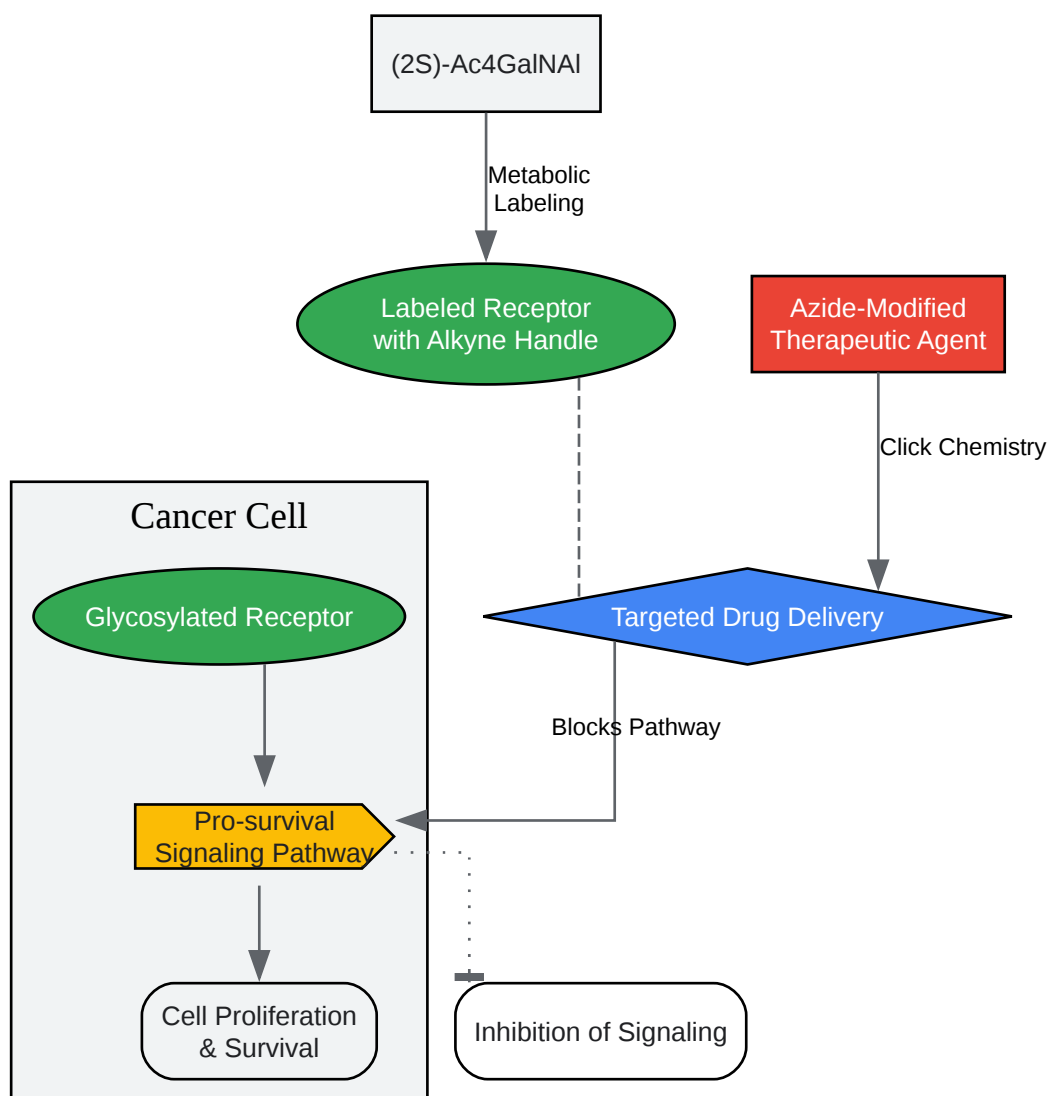 (2S)-Ac4GalNAl
Metabolic
Labeling
Labeled Receptor
with Alkyne Handle
Azide-Modified
Therapeutic Agent
Click Chemistry
Cancer Cell
Glycosylated Receptor
Targeted Drug Delivery
Blocks Pathway
Pro-survival
Signaling Pathway
Cell Proliferation
& Survival
Inhibition of Signaling